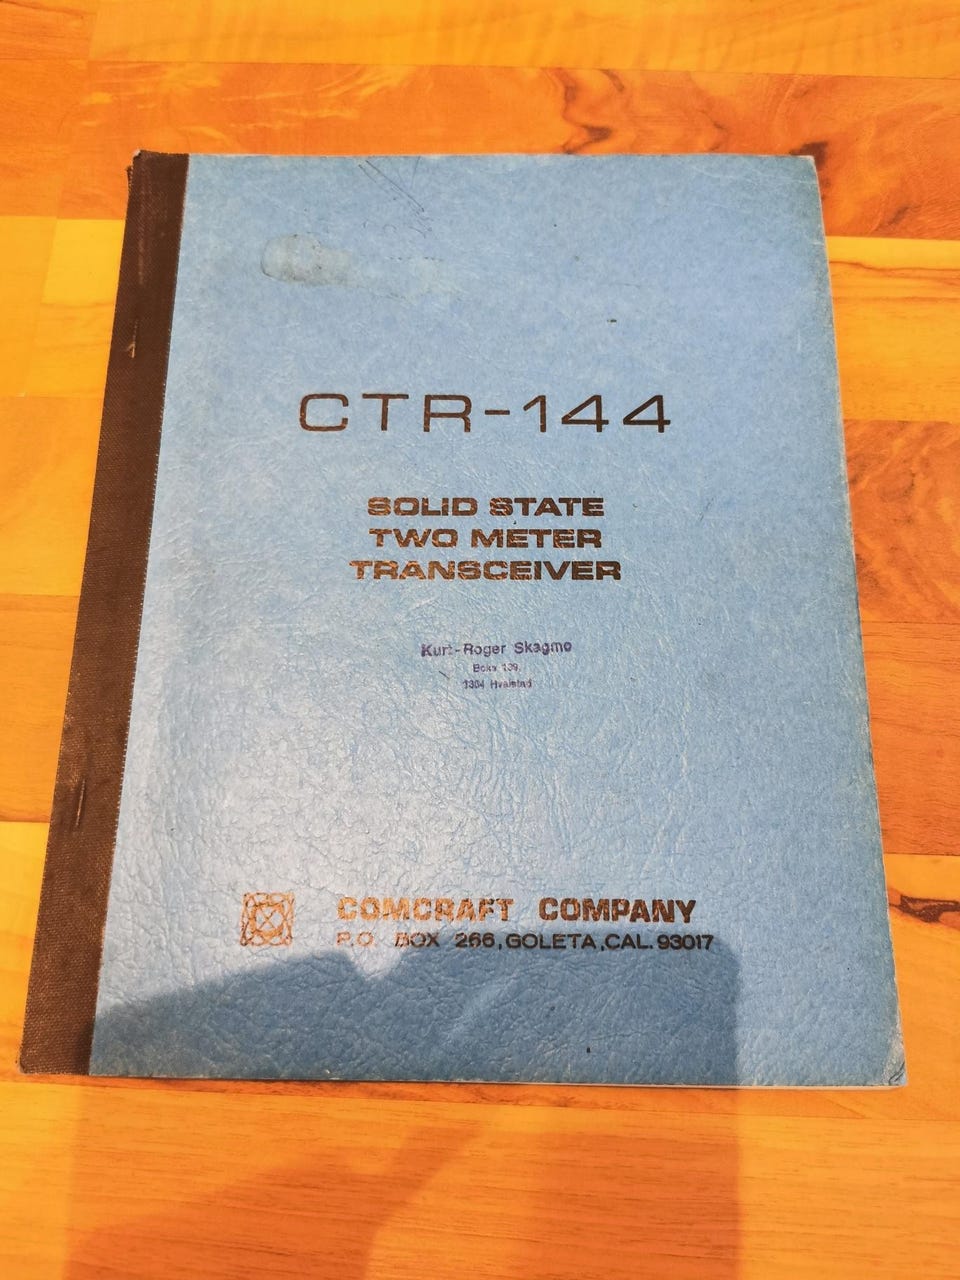 CTR-144
SOLID STATE
TWO METER
TRANSCEIVER
Kurt-Roger Skagmo
Boks 139,
1364 Hvalstad
COMCRAFT COMPANY
P.O. BOX 266, GOLETA, CAL. 93017